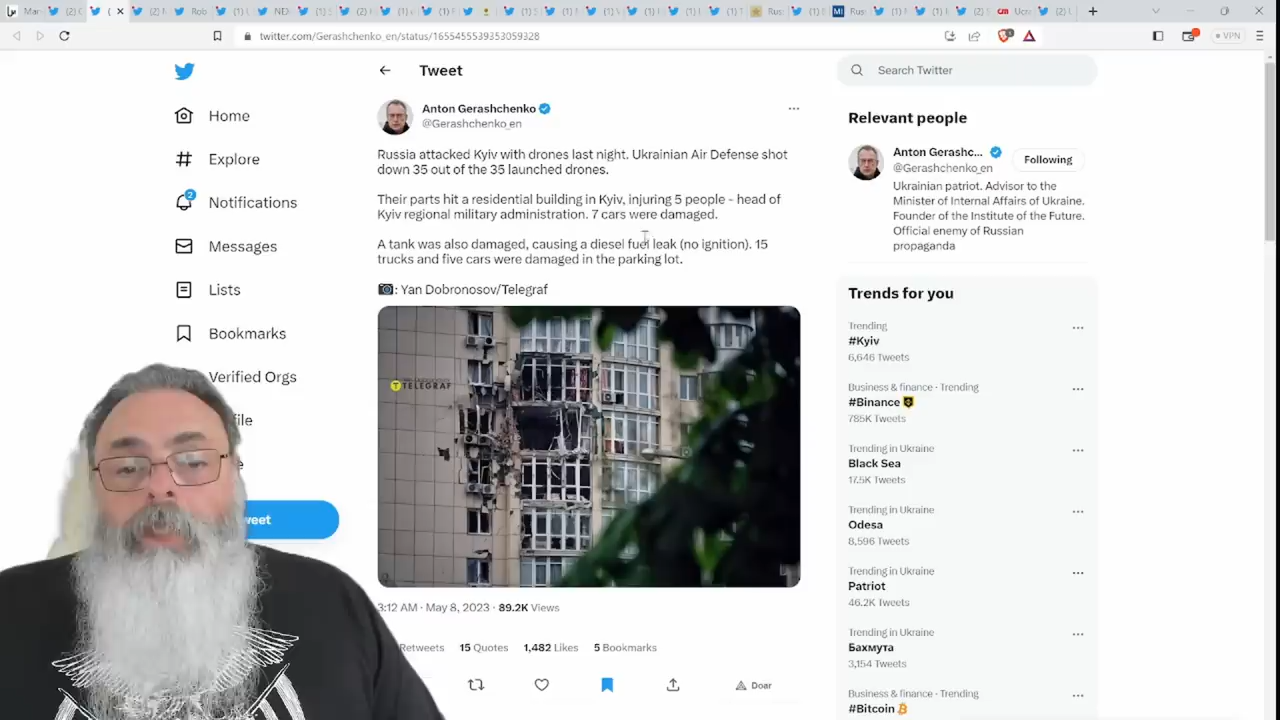 twitter.com/Gerashchenko_en/status/1655455539353059328
VPN
Home
Explore
2
Notifications
Messages
Lists
Bookmarks
Verified Orgs
Tweet
Anton Gerashchenko
@Gerashchenko_en
Russia attacked Kyiv with drones last night. Ukrainian Air Defense shot
down 35 out of the 35 launched drones.
Their parts hit a residential building in Kyiv, injuring 5 people - head of
Kyiv regional military administration. 7 cars were damaged.
A tank was also damaged, causing a diesel fuel leak (no ignition). 15
trucks and five cars were damaged in the parking lot.
📷: Yan Dobronosov/Telegraf
TELEGRAF
3:12 AM · May 8, 2023 · 89.2K Views
Retweets 15 Quotes 1,482 Likes 5 Bookmarks
Doar
Search Twitter
Relevant people
Anton Gerashc...
@Gerashchenko_en
Following
Ukrainian patriot. Advisor to the
Minister of Internal Affairs of Ukraine.
Founder of the Institute of the Future.
Official enemy of Russian
propaganda
Trends for you
Trending
#Kyiv
6,646 Tweets
Business & finance · Trending
#Binance
785K Tweets
Trending in Ukraine
Black Sea
17.5K Tweets
Trending in Ukraine
Odesa
8,596 Tweets
Trending in Ukraine
Patriot
46.2K Tweets
Trending in Ukraine
Бахмута
3,154 Tweets
Business & finance · Trending
#Bitcoin